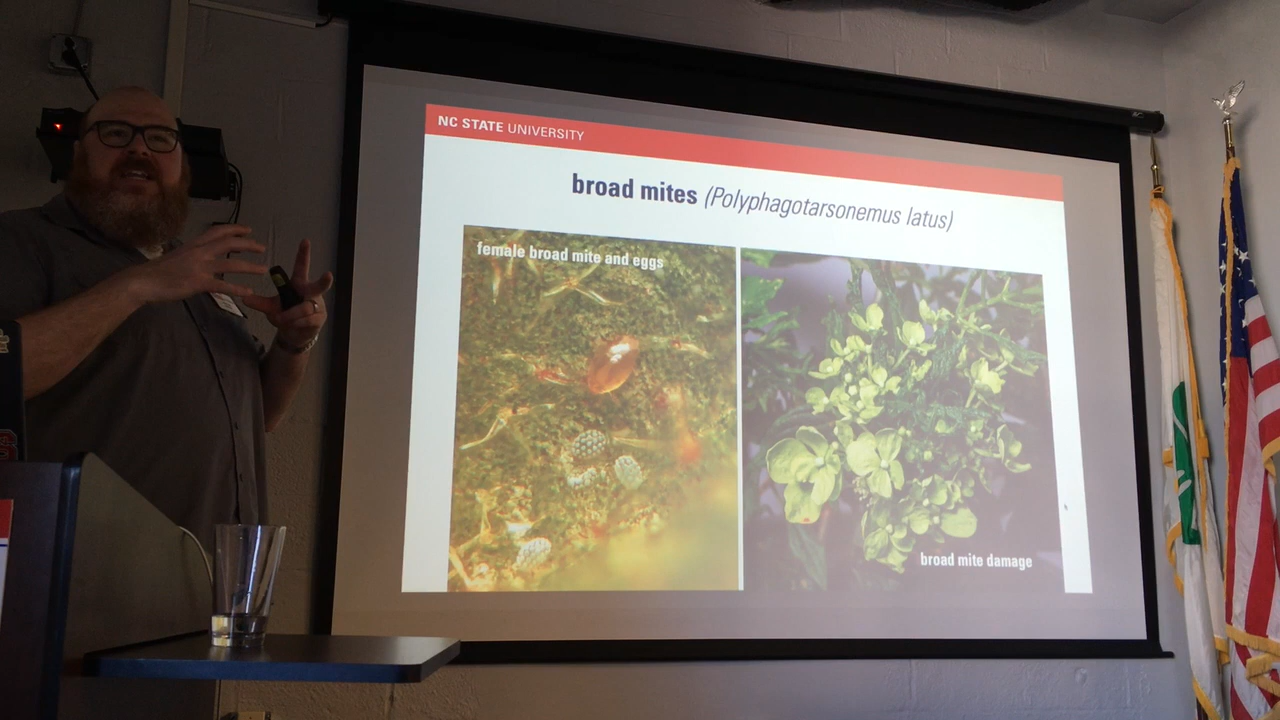 NC STATE UNIVERSITY
broad mites (Polyphagotarsonemus latus)
female broad mite and eggs
broad mite damage